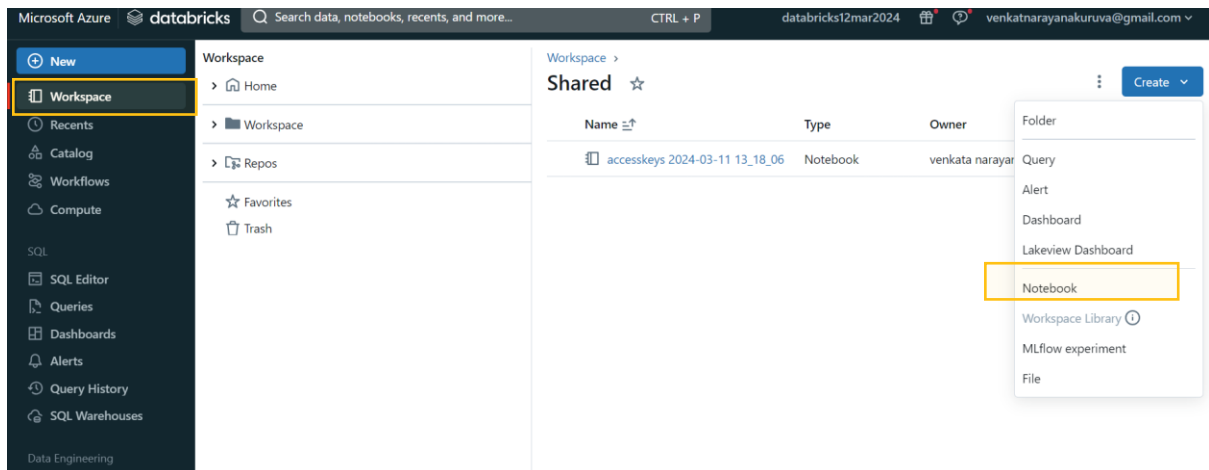 Microsoft Azure databricks Search data, notebooks, recents, and more... CTRL + P databricks12mar2024 venkatnarayanakuruva@gmail.com
New
Workspace
Recents
Catalog
Workflows
Compute
SQL
SQL Editor
Queries
Dashboards
Alerts
Query History
SQL Warehouses
Data Engineering
Workspace
Home
Workspace
Repos
Favorites
Trash
Workspace >
Shared
Create
Name Type Owner
accesskeys 2024-03-11 13_18_06 Notebook venkata narayan
Folder
Query
Alert
Dashboard
Lakeview Dashboard
Notebook
Workspace Library
MLflow experiment
File